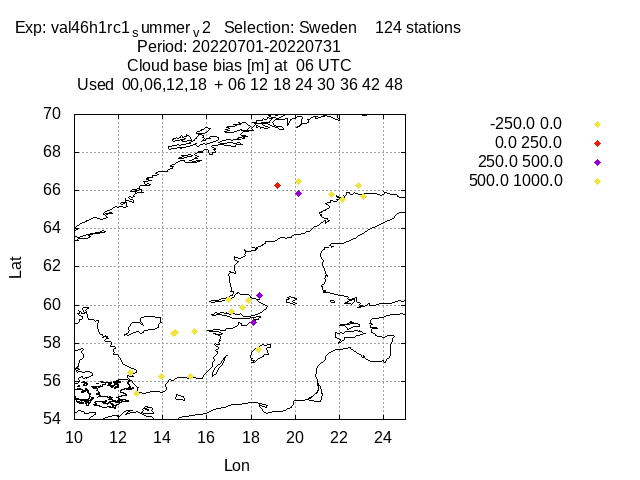 Exp: val46h1rc1summerv2   Selection: Sweden    124 stations
Period: 20220701-20220731
Cloud base bias [m] at  06 UTC
Used  00,06,12,18  + 06 12 18 24 30 36 42 48
-250.0 0.0
0.0 250.0
250.0 500.0
500.0 1000.0
70
68
66
64
62
60
58
56
54
Lat
10 12 14 16 18 20 22 24
Lon